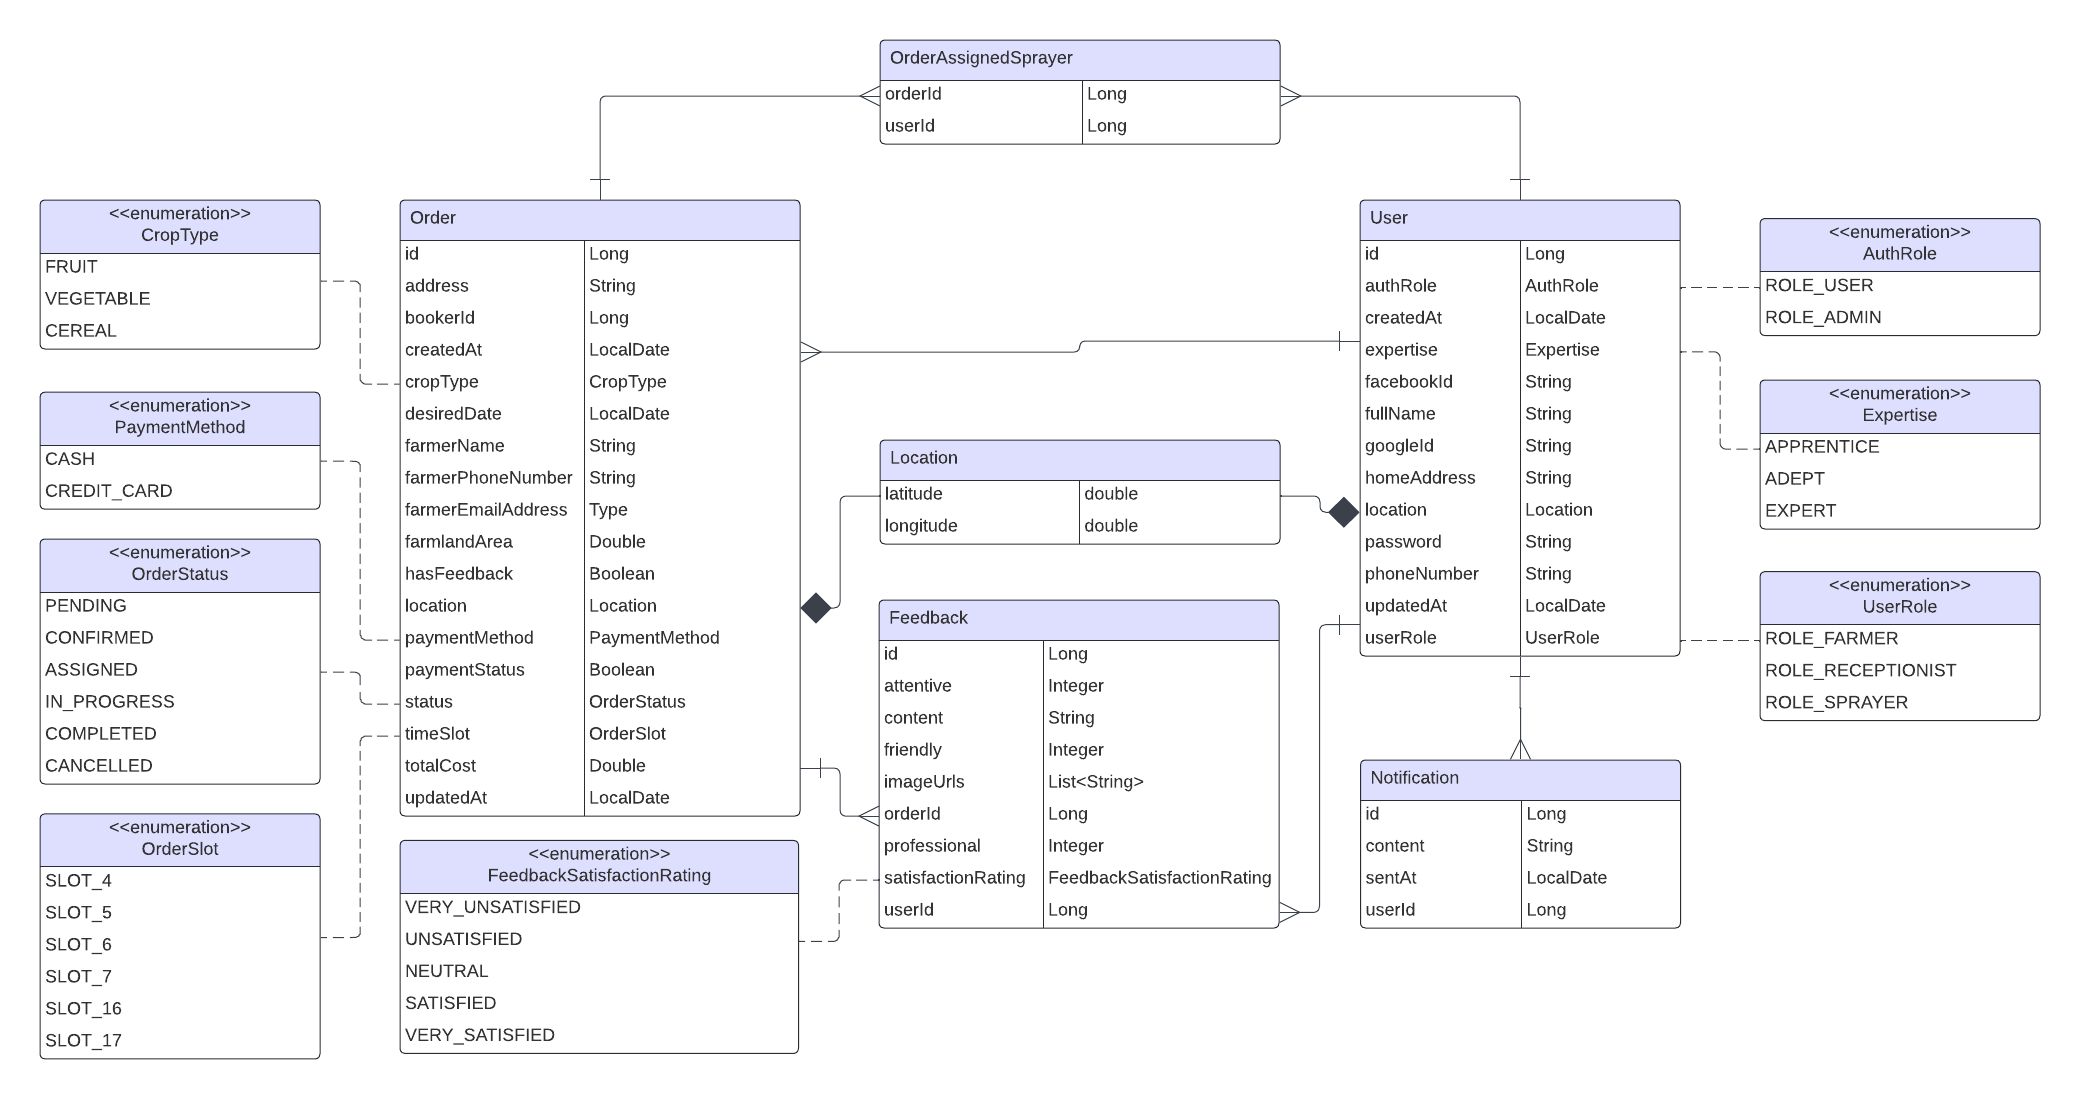 OrderAssignedSprayer
orderId Long
userId Long
<<enumeration>>
CropType
FRUIT
VEGETABLE
CEREAL
<<enumeration>>
PaymentMethod
CASH
CREDIT_CARD
<<enumeration>>
OrderStatus
PENDING
CONFIRMED
ASSIGNED
IN_PROGRESS
COMPLETED
CANCELLED
<<enumeration>>
OrderSlot
SLOT_4
SLOT_5
SLOT_6
SLOT_7
SLOT_16
SLOT_17
Order
id Long
address String
bookerId Long
createdAt LocalDate
cropType CropType
desiredDate LocalDate
farmerName String
farmerPhoneNumber String
farmerEmailAddress Type
farmlandArea Double
hasFeedback Boolean
location Location
paymentMethod PaymentMethod
paymentStatus Boolean
status OrderStatus
timeSlot OrderSlot
totalCost Double
updatedAt LocalDate
<<enumeration>>
FeedbackSatisfactionRating
VERY_UNSATISFIED
UNSATISFIED
NEUTRAL
SATISFIED
VERY_SATISFIED
Location
latitude double
longitude double
Feedback
id Long
attentive Integer
content String
friendly Integer
imageUrls List<String>
orderId Long
professional Integer
satisfactionRating FeedbackSatisfactionRating
userId Long
User
id Long
authRole AuthRole
createdAt LocalDate
expertise Expertise
facebookId String
fullName String
googleId String
homeAddress String
location Location
password String
phoneNumber String
updatedAt LocalDate
userRole UserRole
Notification
id Long
content String
sentAt LocalDate
userId Long
<<enumeration>>
AuthRole
ROLE_USER
ROLE_ADMIN
<<enumeration>>
Expertise
APPRENTICE
ADEPT
EXPERT
<<enumeration>>
UserRole
ROLE_FARMER
ROLE_RECEPTIONIST
ROLE_SPRAYER